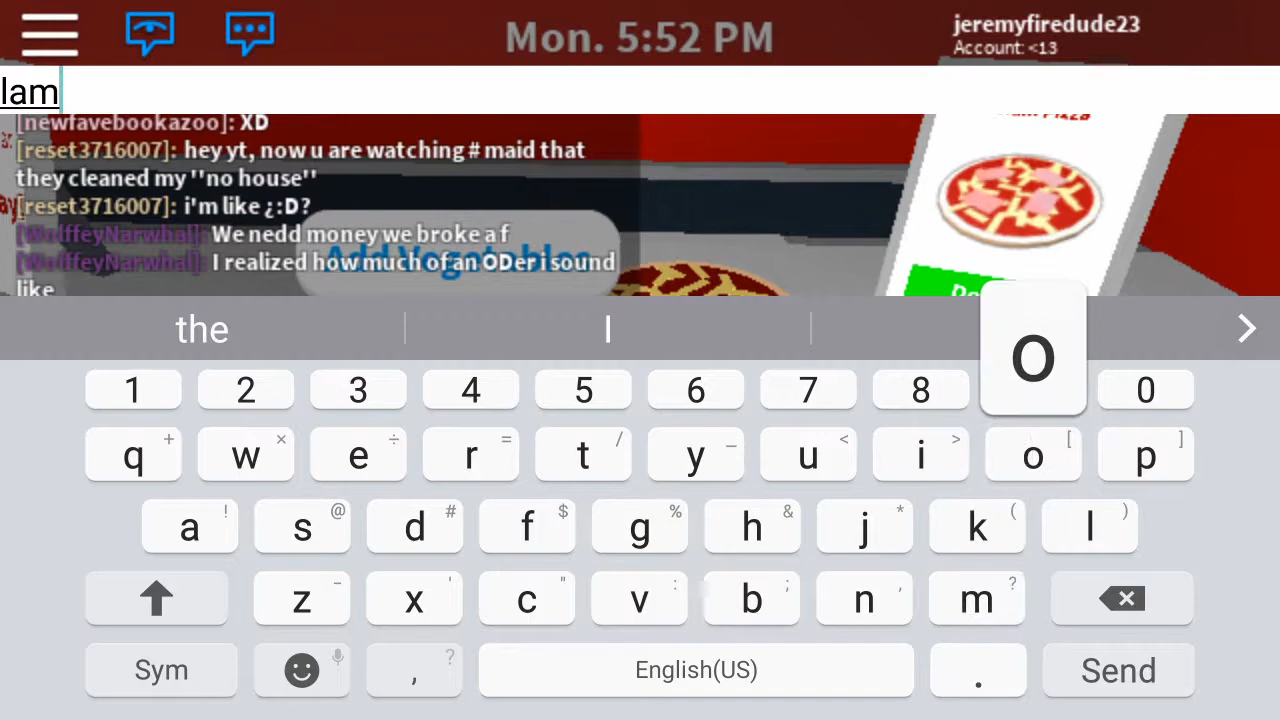 Mon. 5:52 PM
jeremyfiredude23
Account: <13
lam
[newfavebookazoo]: XD
[reset3716007]: hey yt, now u are watching # maid that
they cleaned my ''no house''
[reset3716007]: i'm like ¿:D?
[WolffeyNarwhal]: We nedd money we broke a f
[WolffeyNarwhal]: I realized how much of an ODer i sound
like
Add Vegetables
the
I
o
1 2 3 4 5 6 7 8 0
q + w × e ÷ r = t / y _ u < i > o [ p ]
a ! s @ d # f $ g % h & j * k ( l )
z - x ' c " v : b ; n , m ?
Sym , ? English(US) . Send